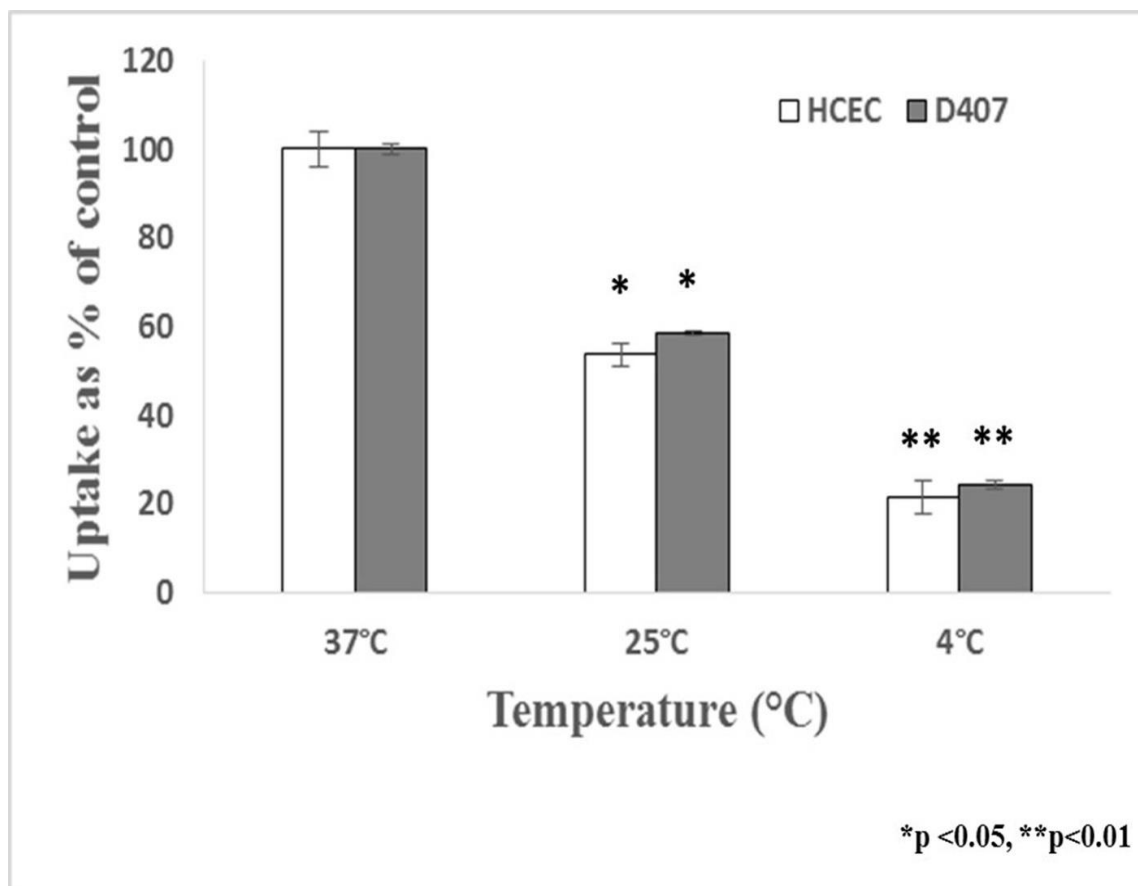 Uptake as % of control
120
100
80
60
40
20
0
HCEC D407
* *
** **
37°C 25°C 4°C
Temperature (°C)
*p <0.05, **p<0.01